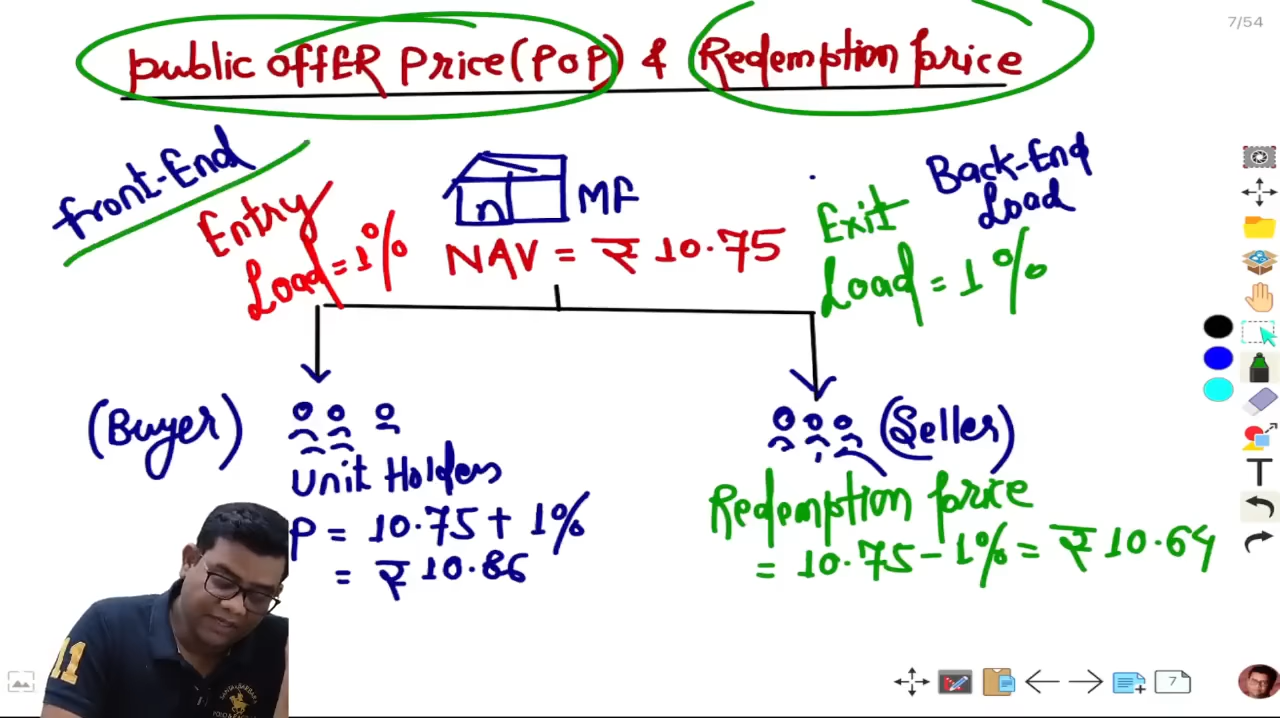 7/54
public OffER Price (POP) & Redemption price
front-End
Entry
Load = 1%
MF
NAV = ₹ 10.75
Back-End
Load
Exit
Load = 1%
(Buyer)
Unit Holders
P = 10.75 + 1%
= ₹ 10.86
(Seller)
Redemption price
= 10.75 - 1% = ₹ 10.64
11
T
7